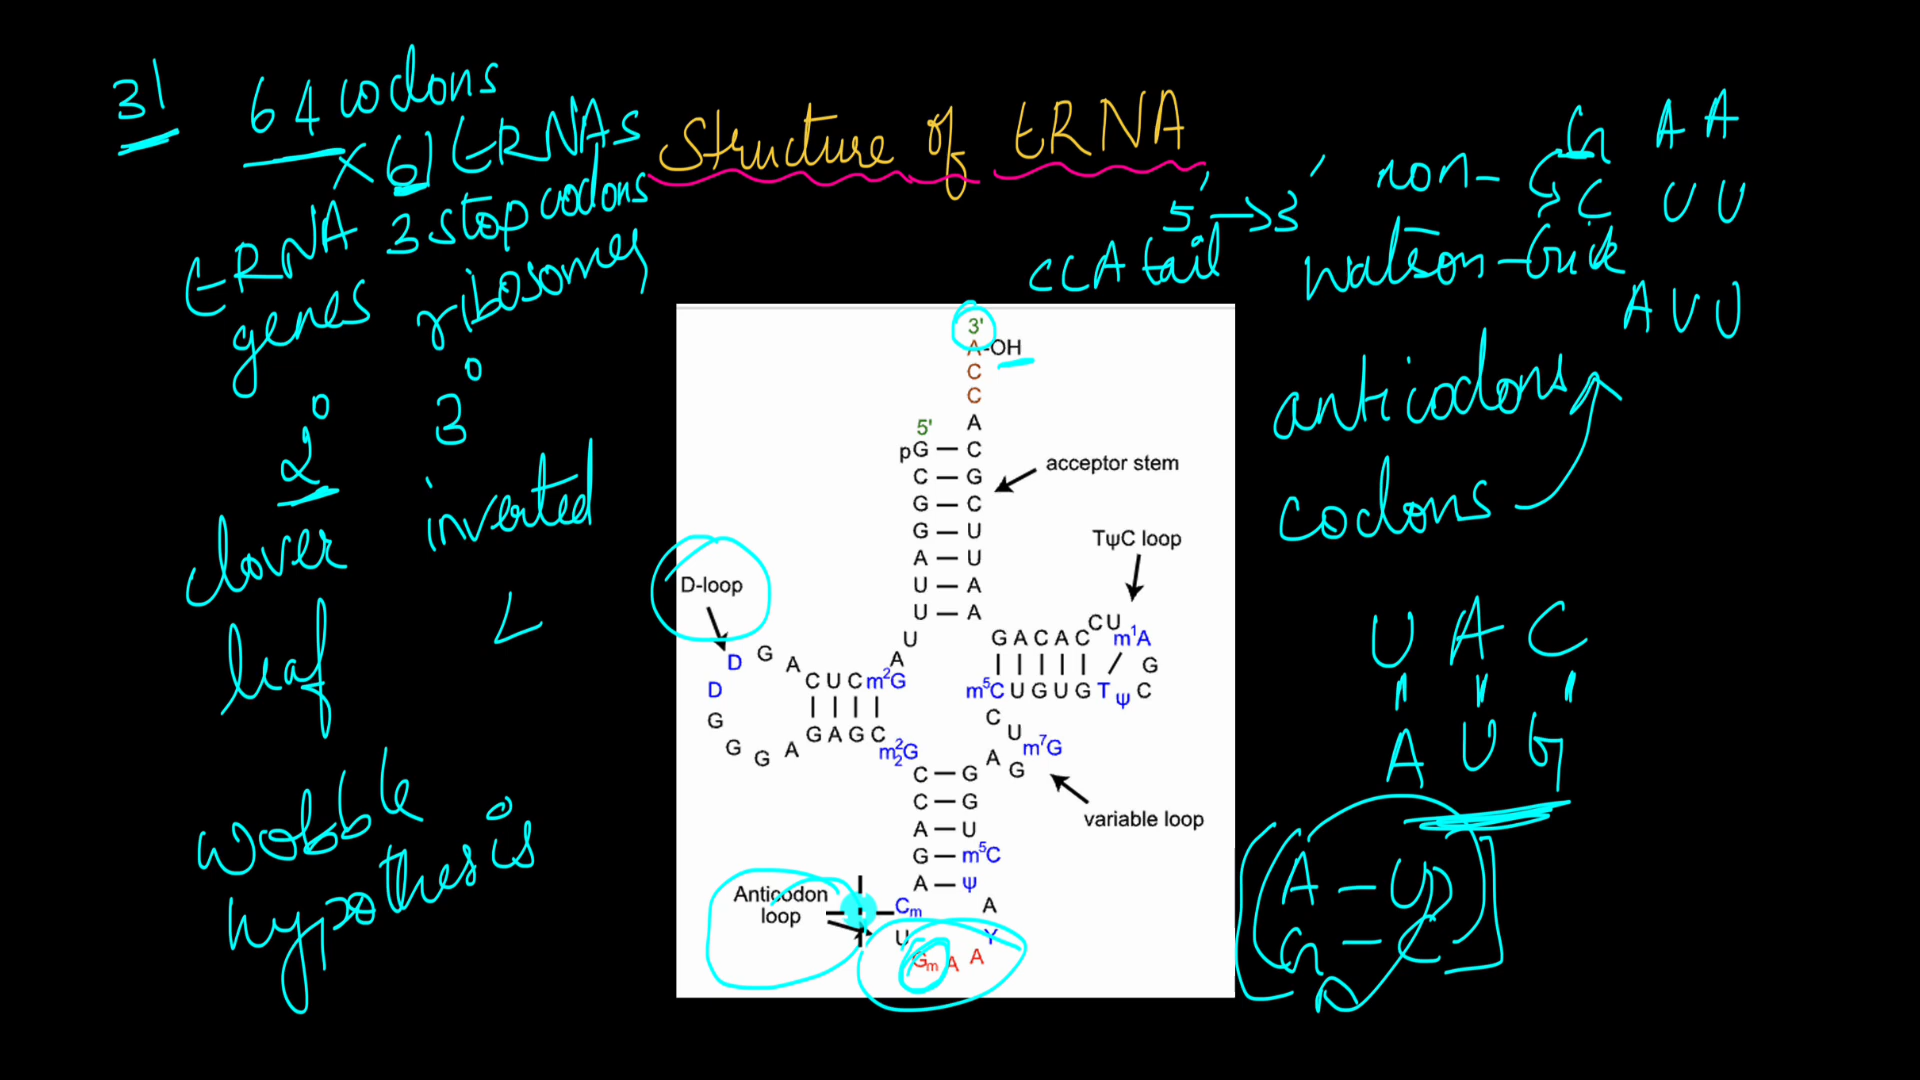 31
64 codons
× 61 tRNAs
3 stop codons
tRNA
genes
ribosomes
2°
3°
clover
leaf
inverted
L
wobble
hypothesis
Structure of tRNA
5' → 3'
CCA tail
non-
Watson-Crick
G A A
C U U
A U U
anticodons
codons
U A C
A U G
A – U
G – C
3'
A-OH
C
C
A
5'
pG – C
C – G
G – C
G – U
A – U
U – A
U – A
U
A
acceptor stem
TψC loop
D-loop
D G A C U C m²G
D
G
G G A G A G C m²₂G
G A C A C C U m¹A
G
m⁵C U G U G T ψ C
C
U
m⁷G
A
G
variable loop
C – G
C – G
A – U
G – m⁵C
A – ψ
Cm A
U Y
Gm A A
Anticodon
loop